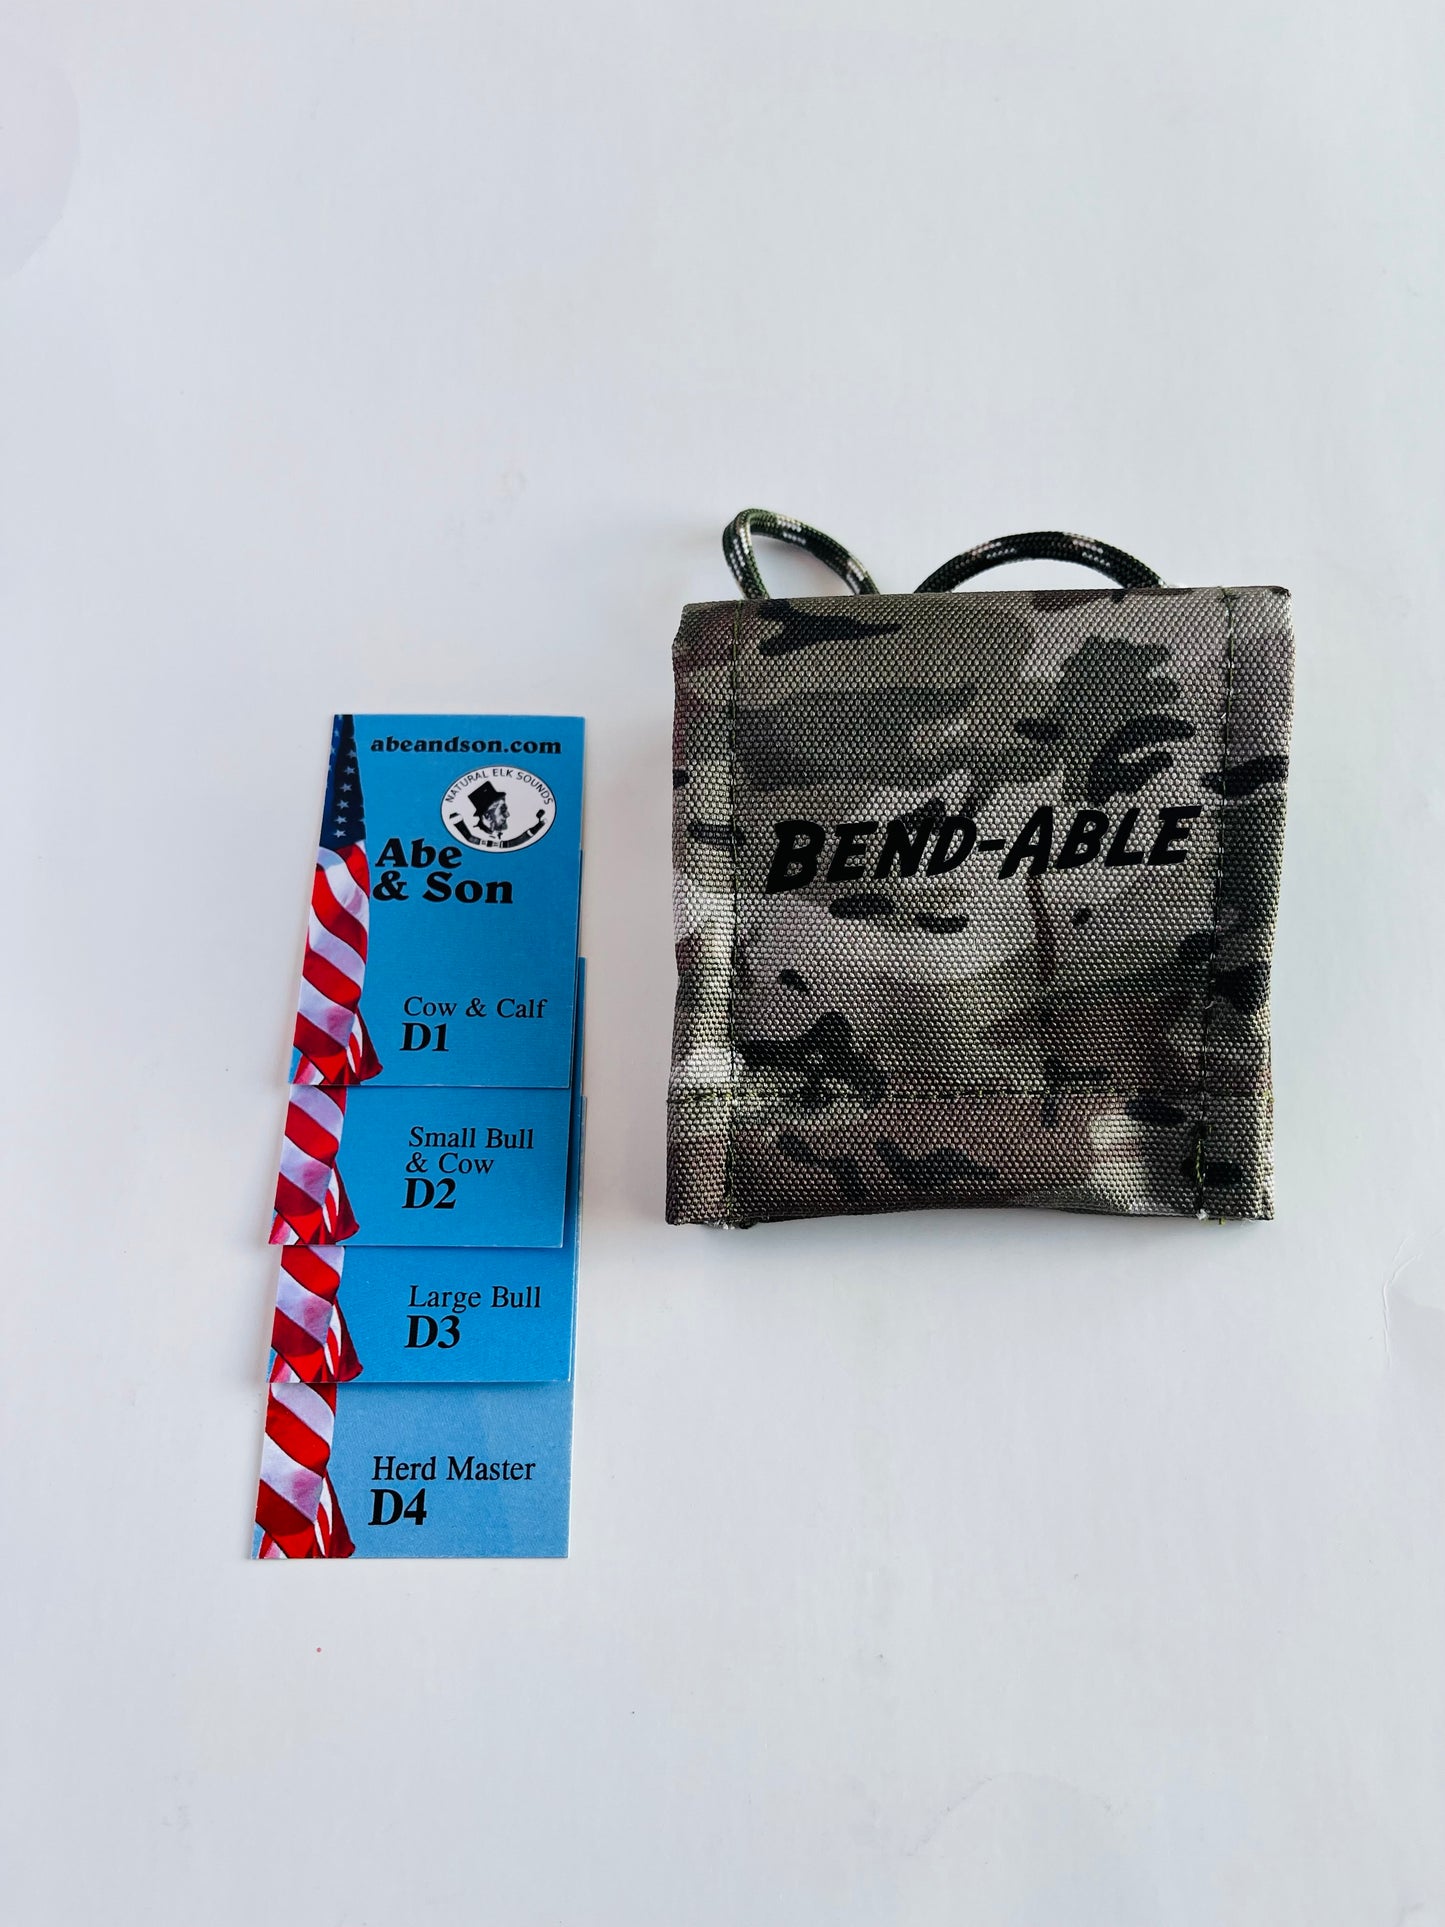 abeandson.com
NATURAL ELK SOUNDS
Abe
& Son
Cow & Calf
D1
Small Bull
& Cow
D2
Large Bull
D3
Herd Master
D4
BEND-ABLE